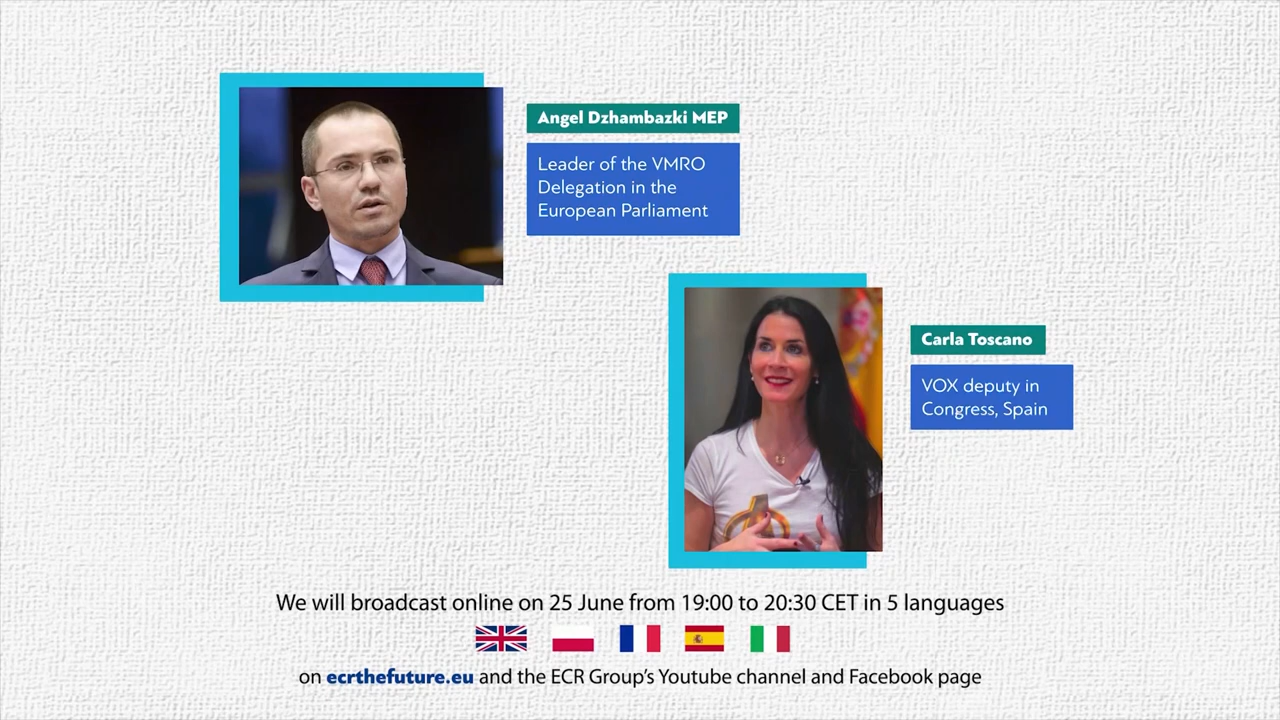 Angel Dzhambazki MEP
Leader of the VMRO
Delegation in the
European Parliament
Carla Toscano
VOX deputy in
Congress, Spain
We will broadcast online on 25 June from 19:00 to 20:30 CET in 5 languages
on ecrthefuture.eu and the ECR Group's Youtube channel and Facebook page